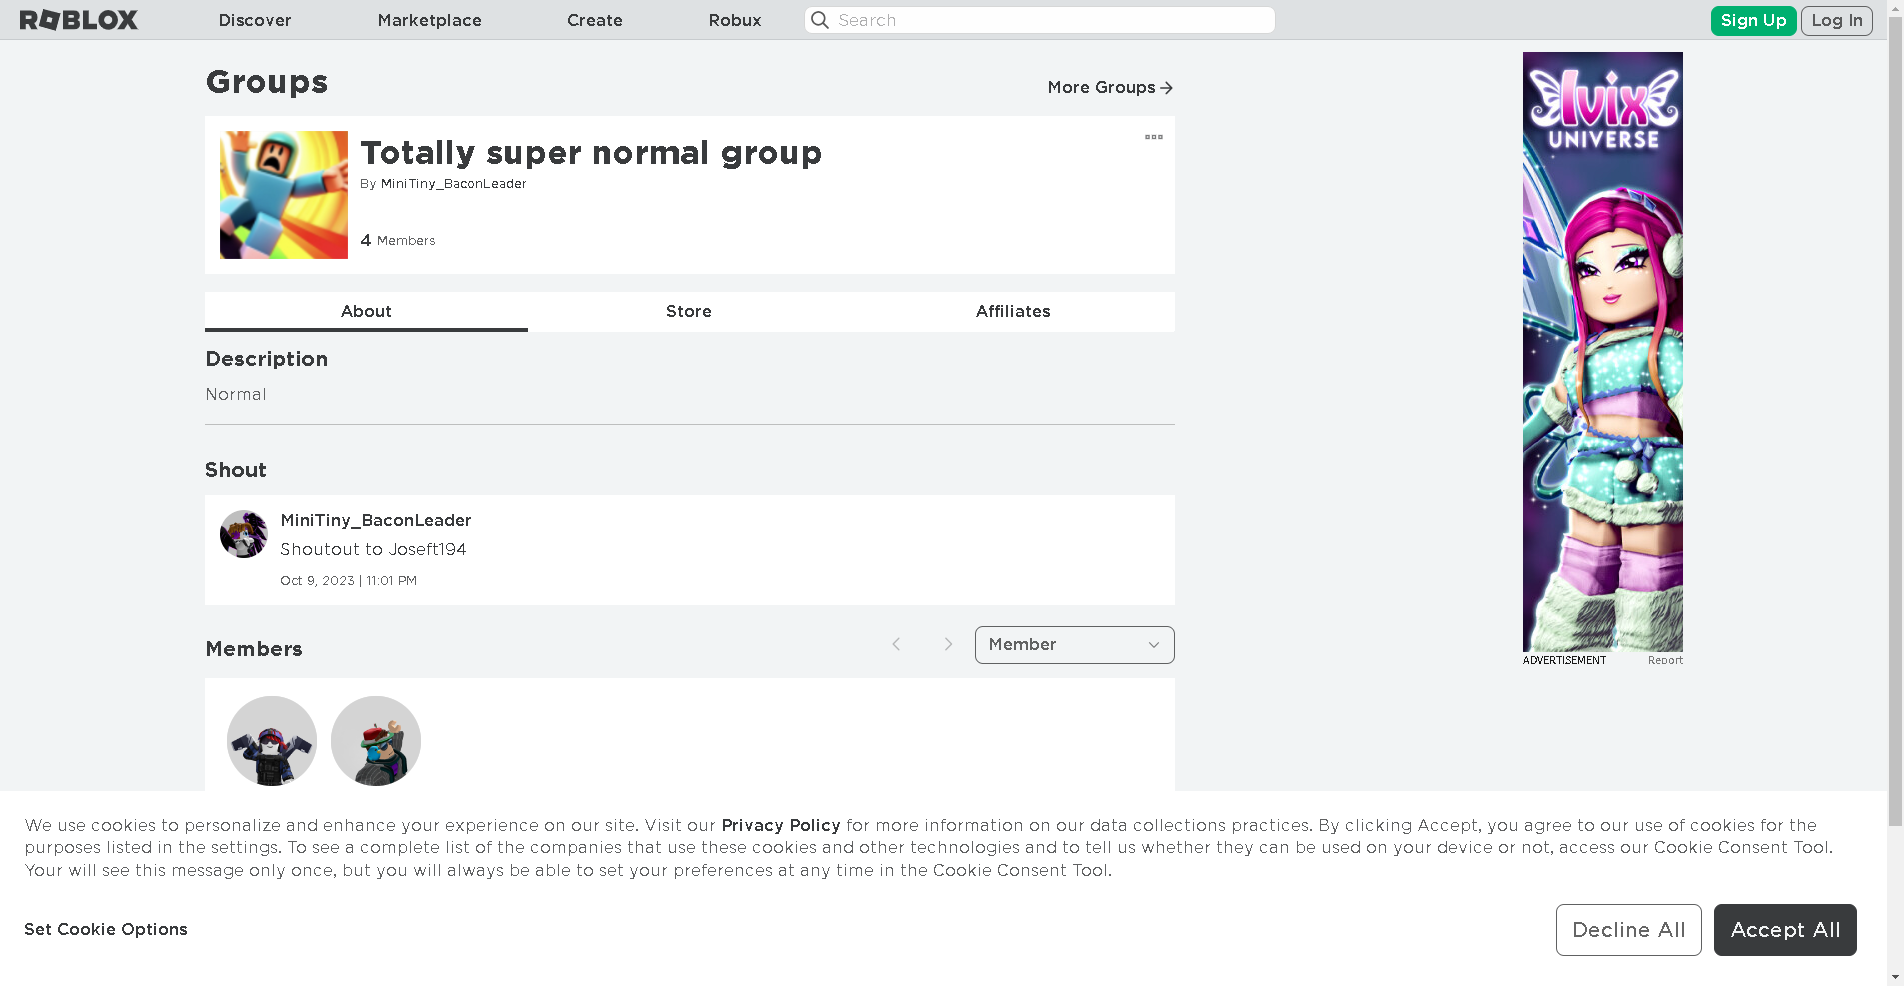 ROBLOX
Discover
Marketplace
Create
Robux
Search
Sign Up
Log In
Groups
More Groups
Totally super normal group
By MiniTiny_BaconLeader
4 Members
About
Store
Affiliates
Description
Normal
Shout
MiniTiny_BaconLeader
Shoutout to Joseft194
Oct 9, 2023 | 11:01 PM
Members
Member
lvix
UNIVERSE
ADVERTISEMENT
Report
We use cookies to personalize and enhance your experience on our site. Visit our Privacy Policy for more information on our data collections practices. By clicking Accept, you agree to our use of cookies for the
purposes listed in the settings. To see a complete list of the companies that use these cookies and other technologies and to tell us whether they can be used on your device or not, access our Cookie Consent Tool.
Your will see this message only once, but you will always be able to set your preferences at any time in the Cookie Consent Tool.
Set Cookie Options
Decline All
Accept All